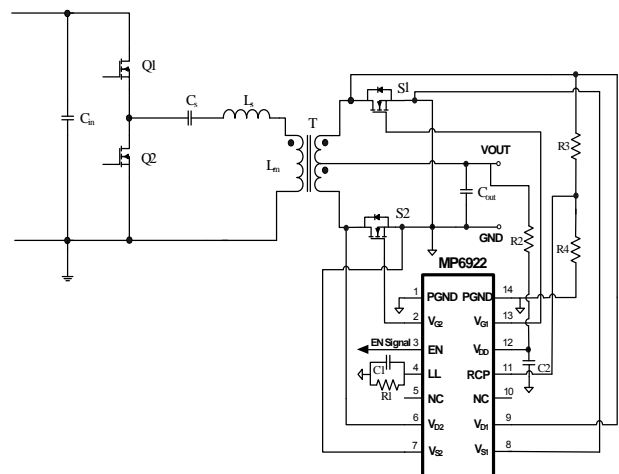 Q1
S1
Cs
Ls
T
VOUT
R3
Cin
Q2
Lm
Cout
S2
GND
R2
R4
MP6922
1 PGND PGND 14
2 VG2 VG1 13
EN Signal 3 EN VDD 12
C2
C1 4 LL RCP 11
R1
5 NC NC 10
6 VD2 VD1 9
7 VS2 VS1 8